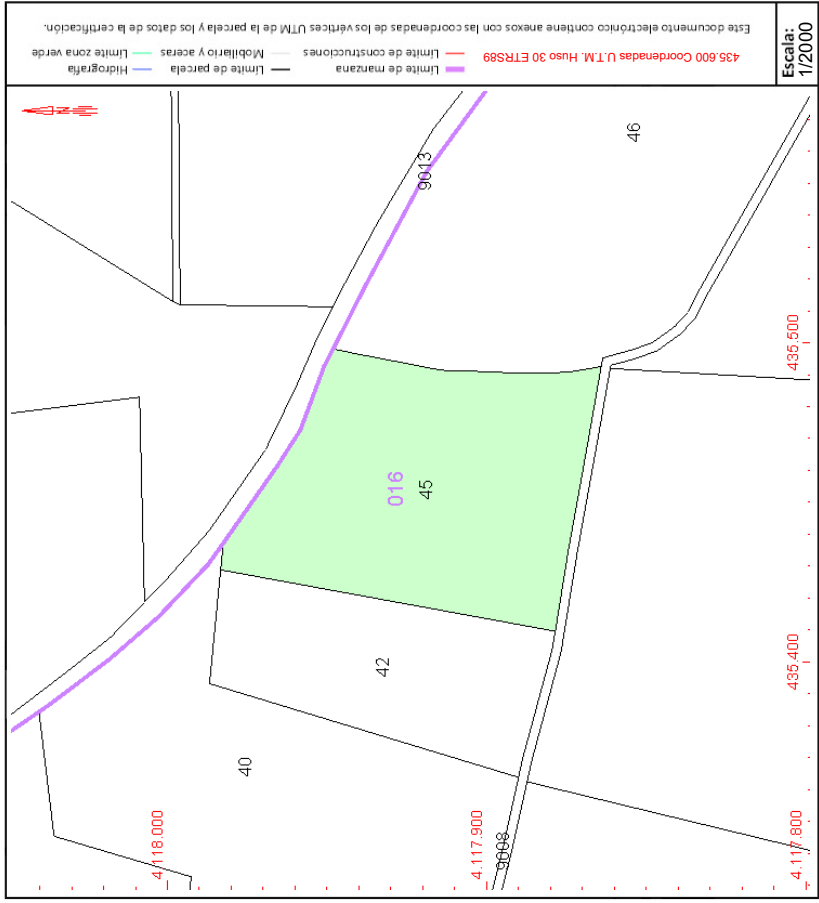 Este documento electrónico contiene anexos con las coordenadas de los vértices UTM de la parcela y los datos de la certificación.
435.600 Coordenadas U.T.M. Huso 30 ETRS89
Límite de manzana
Límite de construcciones
Límite de parcela
Mobiliario y aceras
Hidrografía
Límite zona verde
Escala:
1/2000
46
9013
435.500
016
45
42
435.400
40
4.118.000
4.117.900
4.117.800
9008